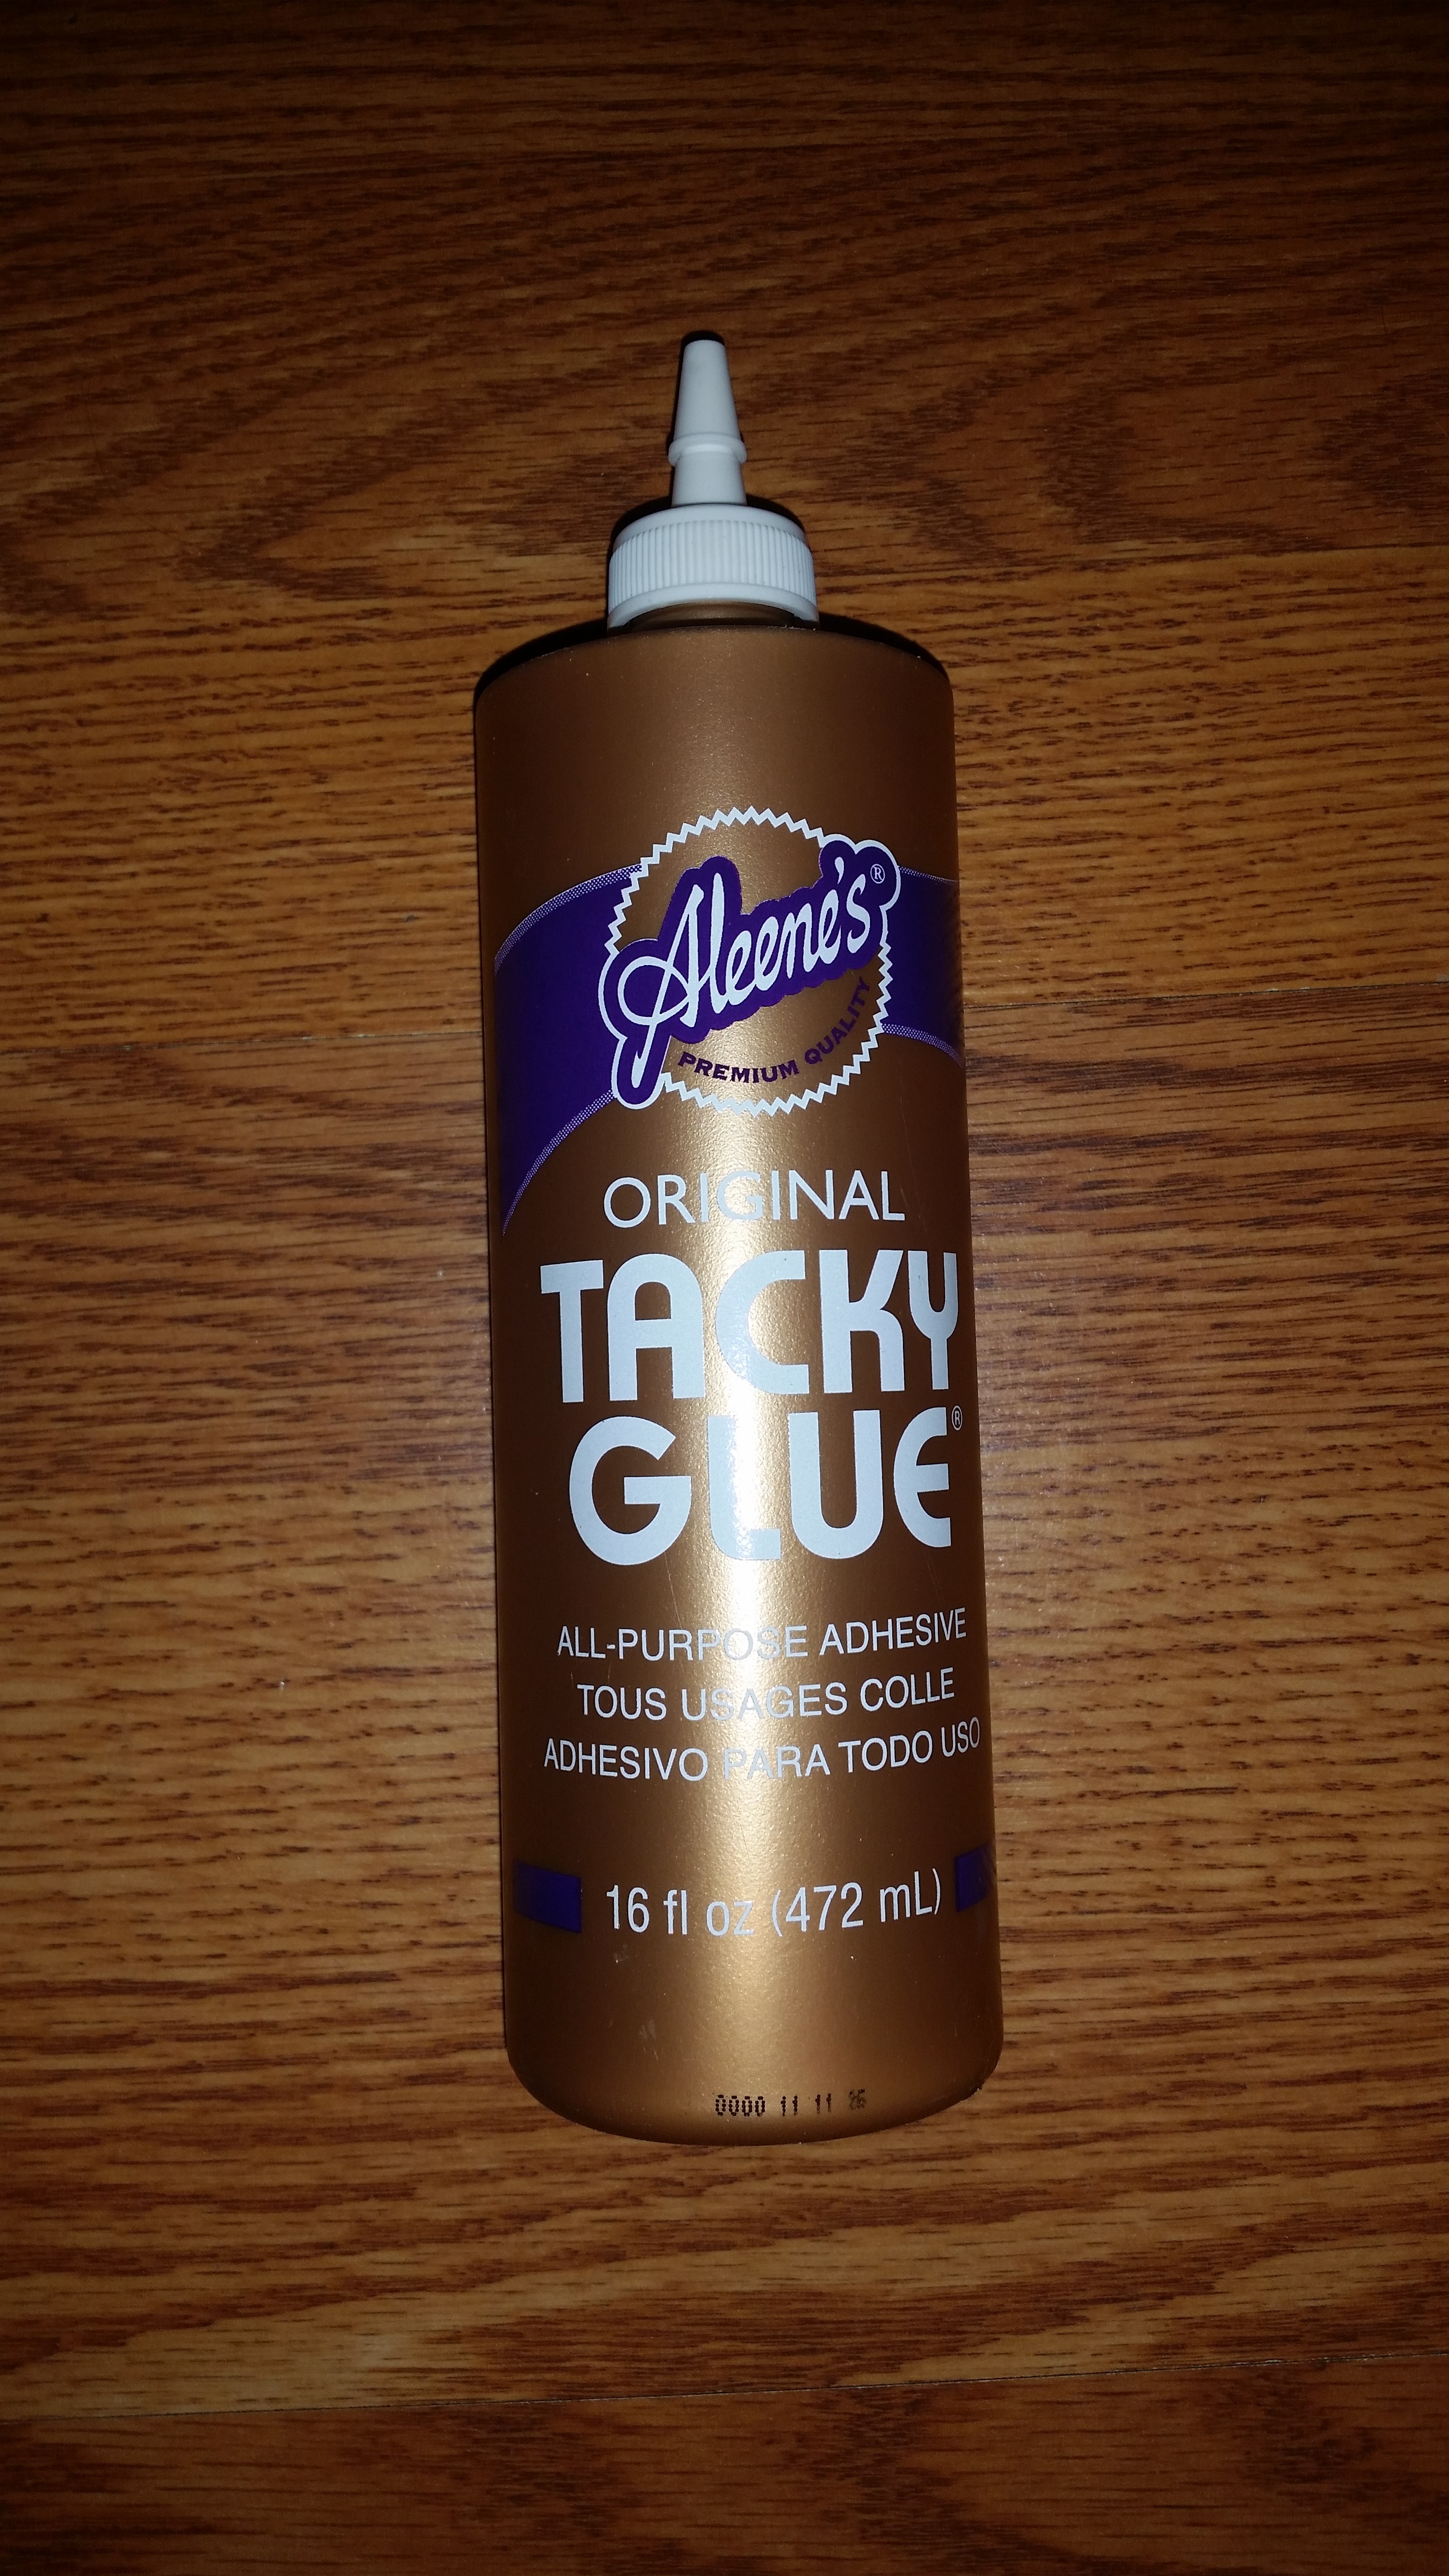 Aleene's®
PREMIUM QUALITY
ORIGINAL
TACKY
GLUE®
ALL-PURPOSE ADHESIVE
TOUS USAGES COLLE
ADHESIVO PARA TODO USO
16 fl oz (472 mL)
0000 11 11